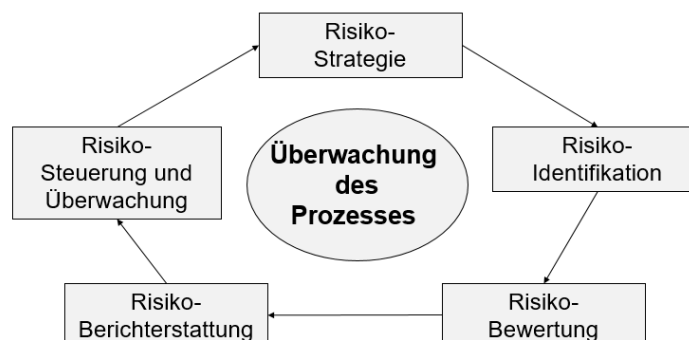 Risiko-
Strategie
Risiko-
Identifikation
Risiko-
Bewertung
Risiko-
Berichterstattung
Risiko-
Steuerung und
Überwachung
Überwachung
des
Prozesses